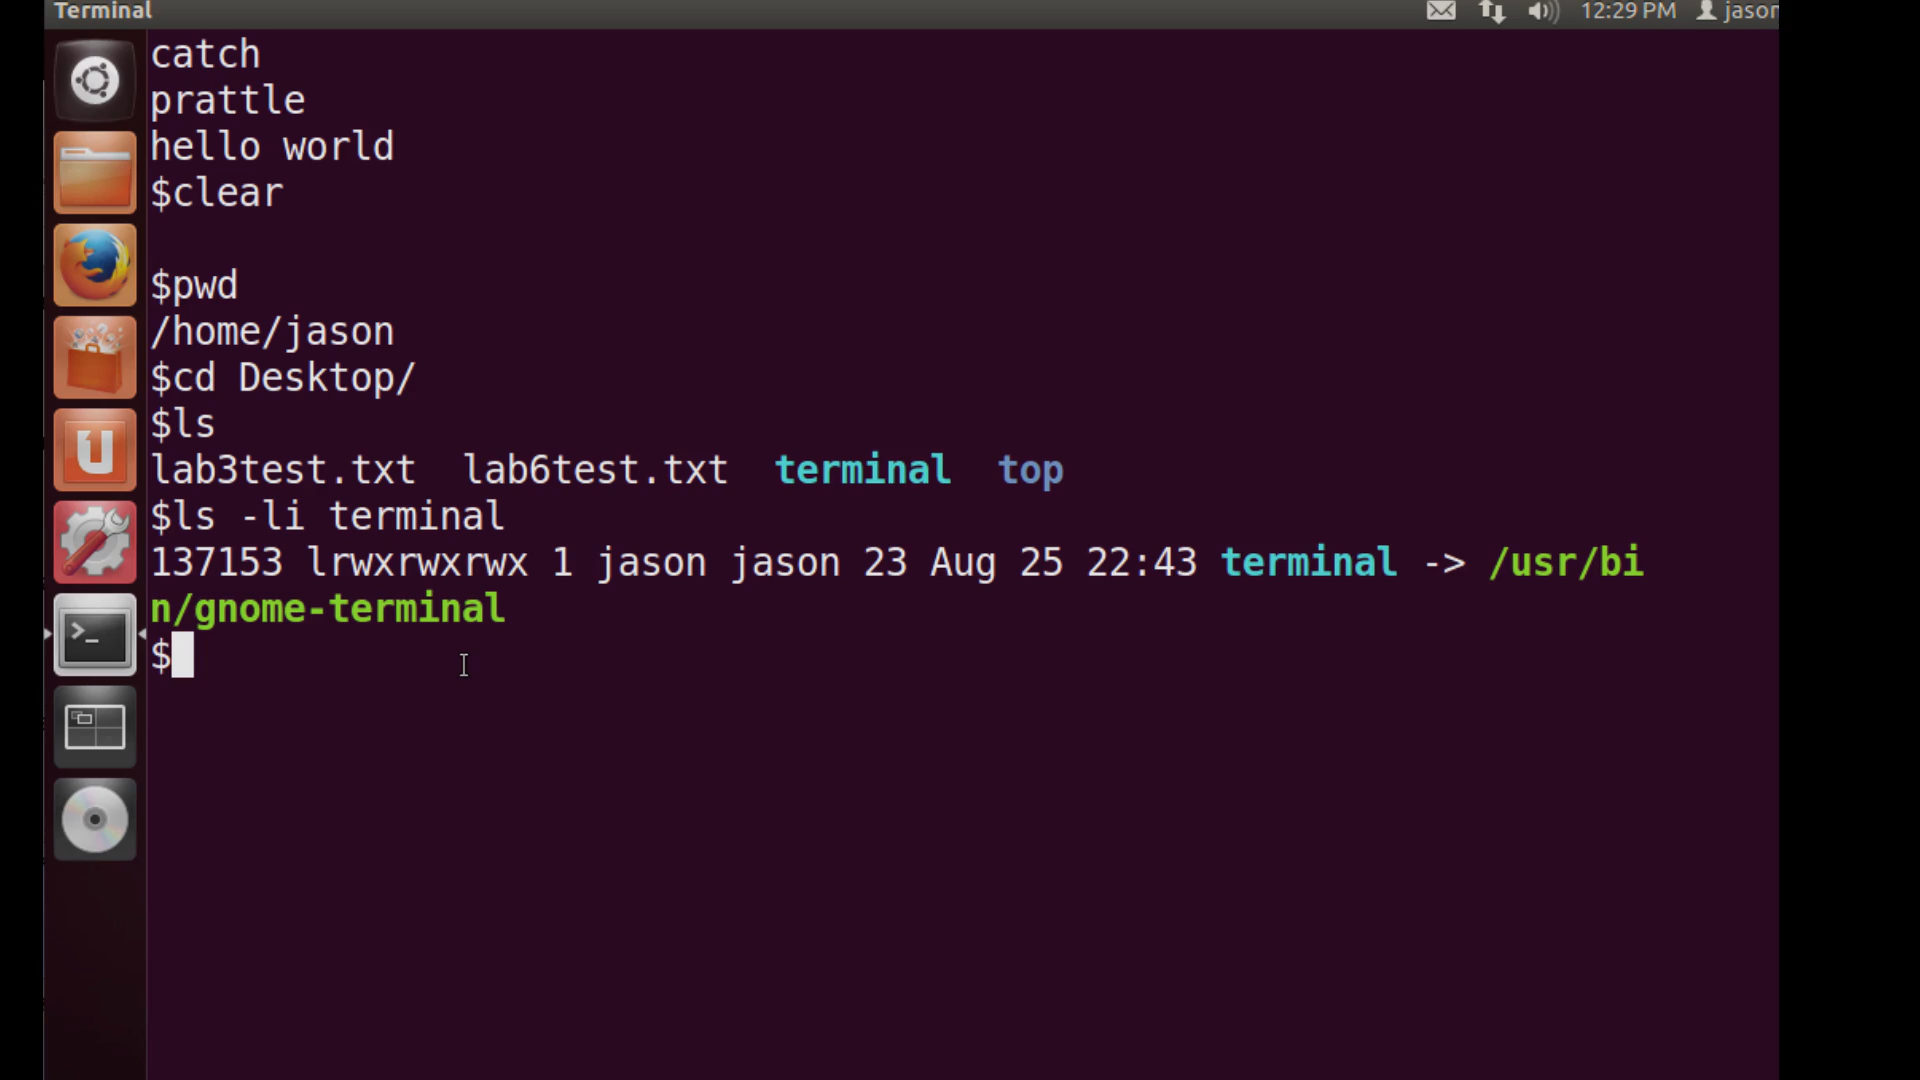 Terminal
12:29 PM jason
catch
prattle
hello world
$clear
$pwd
/home/jason
$cd Desktop/
$ls
lab3test.txt lab6test.txt terminal top
$ls -li terminal
137153 lrwxrwxrwx 1 jason jason 23 Aug 25 22:43 terminal -> /usr/bi
n/gnome-terminal
$